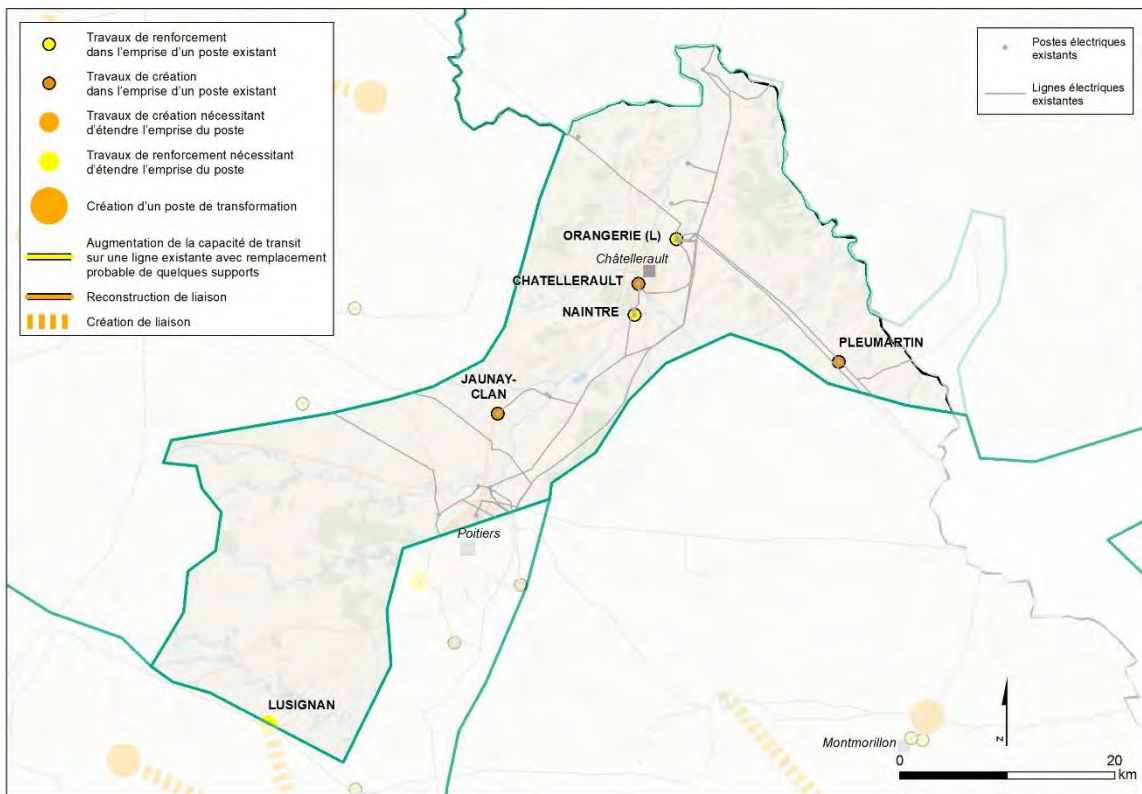 Travaux de renforcement
dans l'emprise d'un poste existant
Travaux de création
dans l'emprise d'un poste existant
Travaux de création nécessitant
d'étendre l'emprise du poste
Travaux de renforcement nécessitant
d'étendre l'emprise du poste
Création d'un poste de transformation
Augmentation de la capacité de transit
sur une ligne existante avec remplacement
probable de quelques supports
Reconstruction de liaison
Création de liaison
Postes électriques
existants
Lignes électriques
existantes
ORANGERIE (L)
Châtellerault
CHATELLERAULT
NAINTRE
PLEUMARTIN
JAUNAY-
CLAN
Poitiers
LUSIGNAN
Montmorillon
N
0 20
km